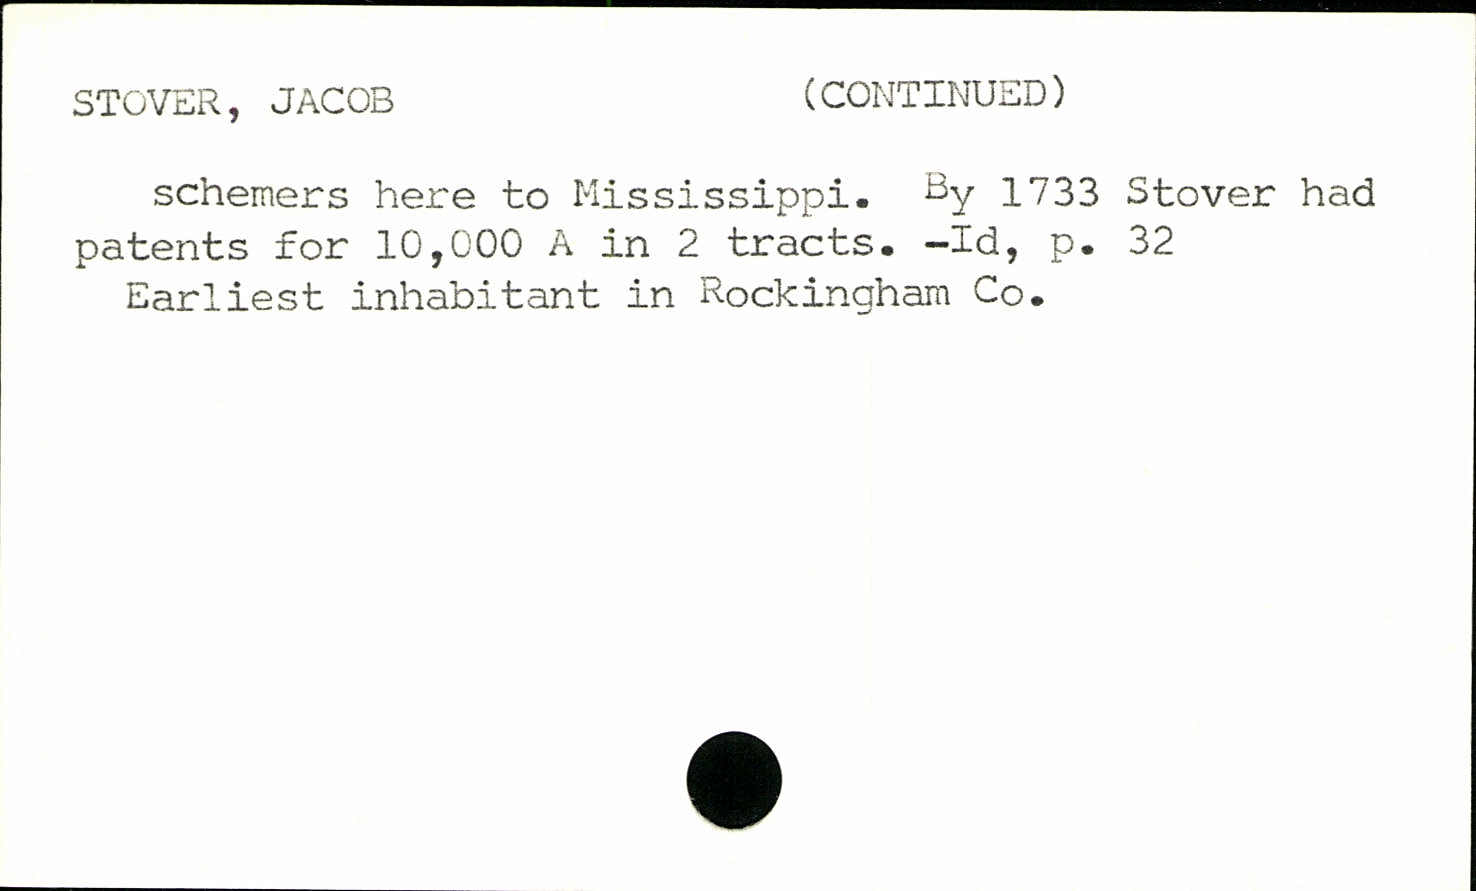 STOVER, JACOB (CONTINUED)
schemers here to Mississippi. By 1733 Stover had
patents for 10,000 A in 2 tracts. -Id, p. 32
Earliest inhabitant in Rockingham Co.